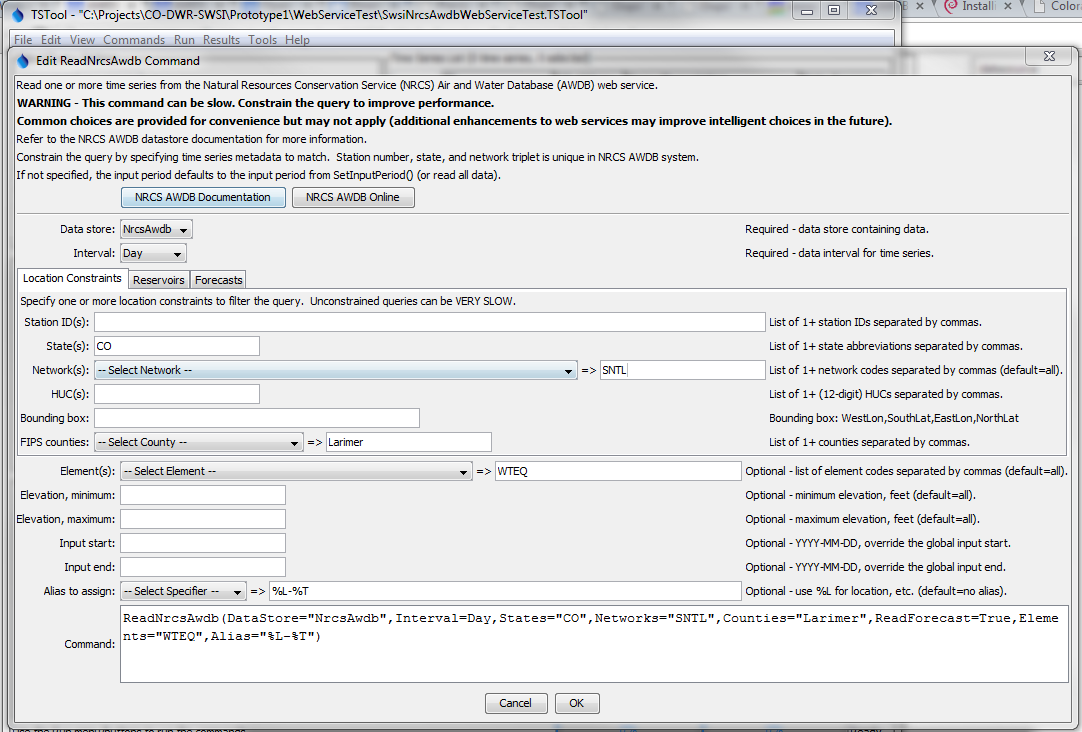 TSTool - "C:\Projects\CO-DWR-SWSI\Prototype1\WebServiceTest\SwsiNrcsAwdbWebServiceTest.TSTool"
Install
Color
File Edit View Commands Run Results Tools Help
Edit ReadNrcsAwdb Command
Read one or more time series from the Natural Resources Conservation Service (NRCS) Air and Water Database (AWDB) web service.
WARNING - This command can be slow. Constrain the query to improve performance.
Common choices are provided for convenience but may not apply (additional enhancements to web services may improve intelligent choices in the future).
Refer to the NRCS AWDB datastore documentation for more information.
Constrain the query by specifying time series metadata to match. Station number, state, and network triplet is unique in NRCS AWDB system.
If not specified, the input period defaults to the input period from SetInputPeriod() (or read all data).
NRCS AWDB Documentation NRCS AWDB Online
Data store: NrcsAwdb Required - data store containing data.
Interval: Day Required - data interval for time series.
Location Constraints Reservoirs Forecasts
Specify one or more location constraints to filter the query. Unconstrained queries can be VERY SLOW.
Station ID(s): List of 1+ station IDs separated by commas.
State(s): CO List of 1+ state abbreviations separated by commas.
Network(s): -- Select Network -- => SNTL List of 1+ network codes separated by commas (default=all).
HUC(s): List of 1+ (12-digit) HUCs separated by commas.
Bounding box: Bounding box: WestLon,SouthLat,EastLon,NorthLat
FIPS counties: -- Select County -- => Larimer List of 1+ counties separated by commas.
Element(s): -- Select Element -- => WTEQ Optional - list of element codes separated by commas (default=all).
Elevation, minimum: Optional - minimum elevation, feet (default=all).
Elevation, maximum: Optional - maximum elevation, feet (default=all).
Input start: Optional - YYYY-MM-DD, override the global input start.
Input end: Optional - YYYY-MM-DD, override the global input end.
Alias to assign: -- Select Specifier -- => %L-%T Optional - use %L for location, etc. (default=no alias).
Command: ReadNrcsAwdb(DataStore="NrcsAwdb",Interval=Day,States="CO",Networks="SNTL",Counties="Larimer",ReadForecast=True,Eleme
nts="WTEQ",Alias="%L-%T")
Cancel OK